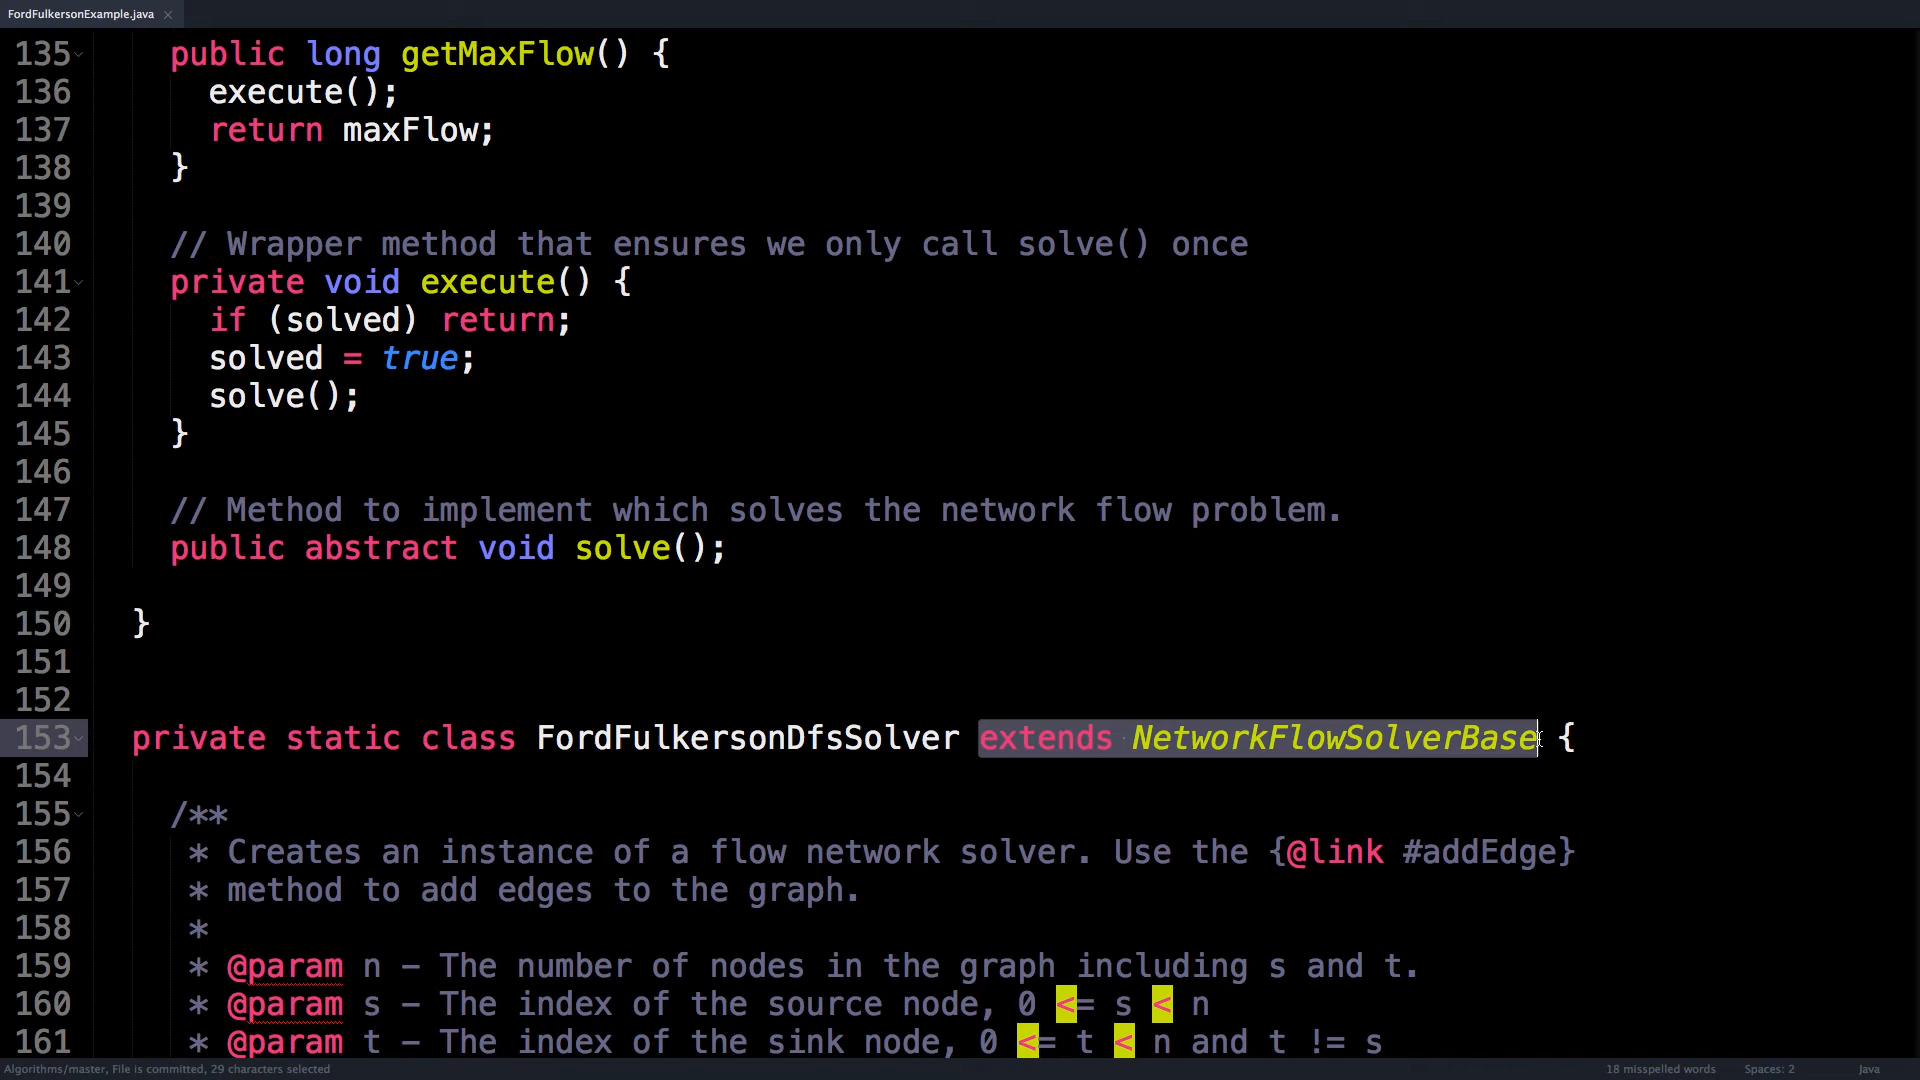 FordFulkersonExample.java ×
135 public long getMaxFlow() {
136 execute();
137 return maxFlow;
138 }
139
140 // Wrapper method that ensures we only call solve() once
141 private void execute() {
142 if (solved) return;
143 solved = true;
144 solve();
145 }
146
147 // Method to implement which solves the network flow problem.
148 public abstract void solve();
149
150 }
151
152
153 private static class FordFulkersonDfsSolver extends NetworkFlowSolverBase {
154
155 /**
156 * Creates an instance of a flow network solver. Use the {@link #addEdge}
157 * method to add edges to the graph.
158 *
159 * @param n - The number of nodes in the graph including s and t.
160 * @param s - The index of the source node, 0 <= s < n
161 * @param t - The index of the sink node, 0 <= t < n and t != s
Algorithms/master, File is committed, 29 characters selected 18 misspelled words Spaces: 2 Java